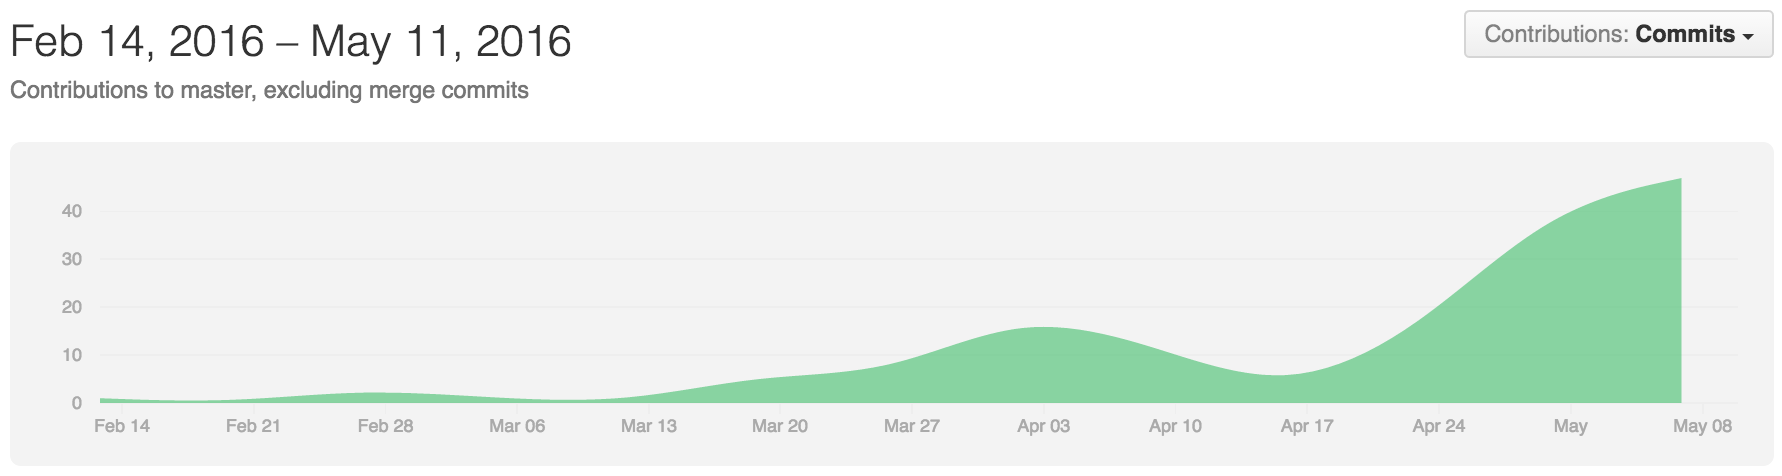 Feb 14, 2016 – May 11, 2016
Contributions: Commits
Contributions to master, excluding merge commits
40
30
20
10
0
Feb 14 Feb 21 Feb 28 Mar 06 Mar 13 Mar 20 Mar 27 Apr 03 Apr 10 Apr 17 Apr 24 May May 08